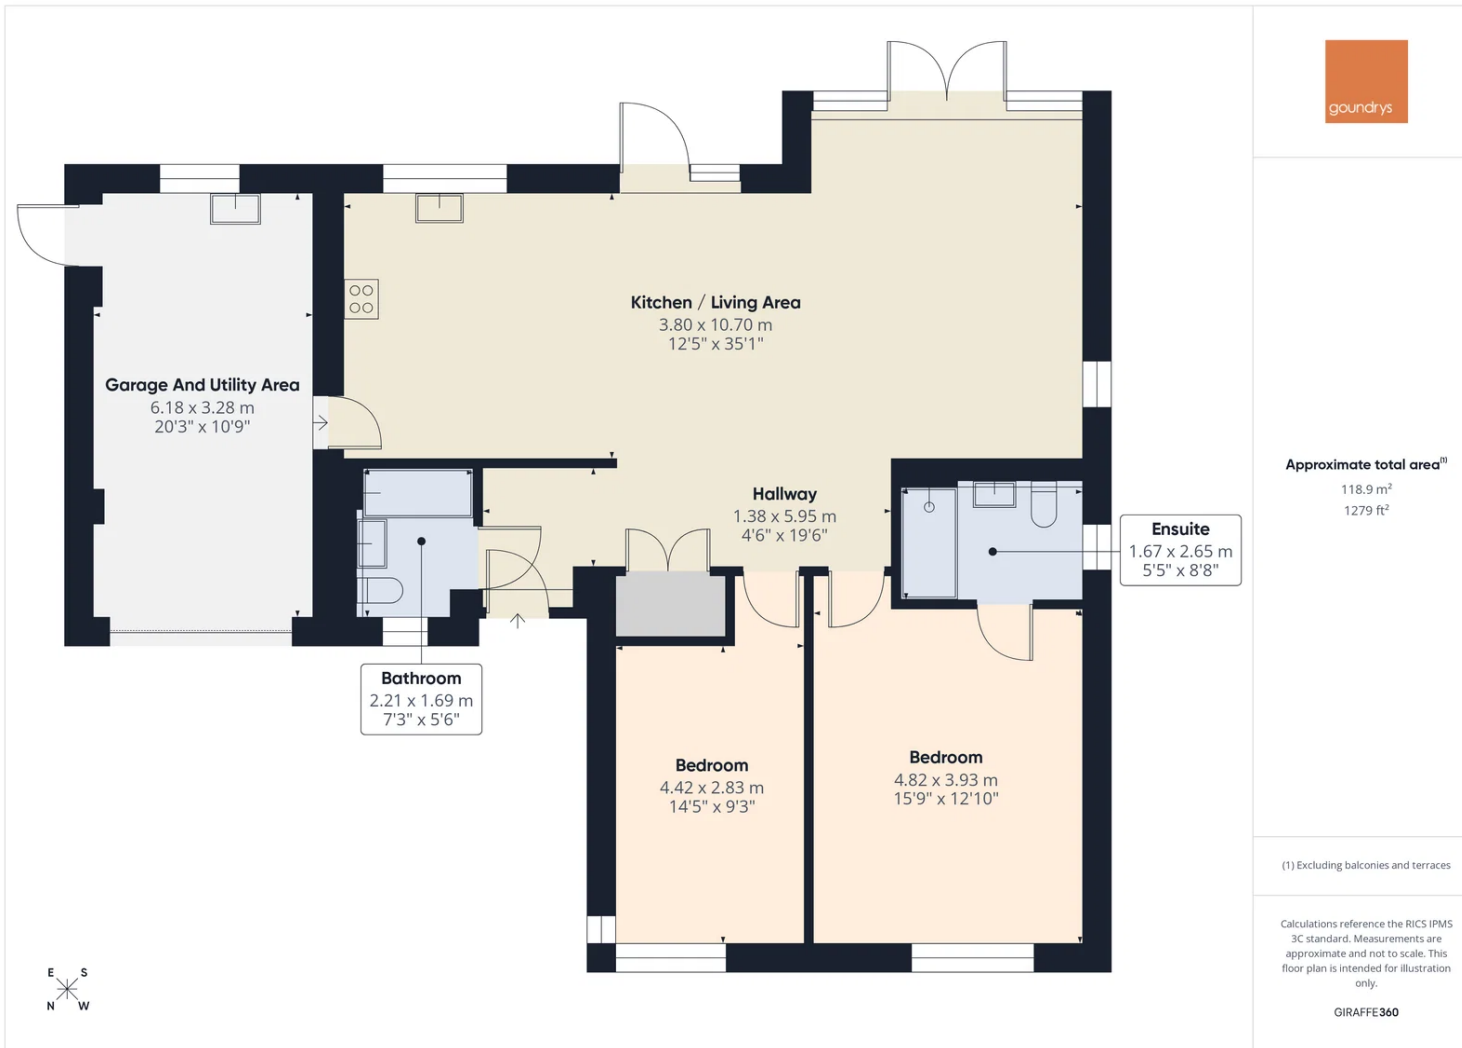 goundrys
Kitchen / Living Area
3.80 x 10.70 m
12'5" x 35'1"
Garage And Utility Area
6.18 x 3.28 m
20'3" x 10'9"
Hallway
1.38 x 5.95 m
4'6" x 19'6"
Ensuite
1.67 x 2.65 m
5'5" x 8'8"
Bathroom
2.21 x 1.69 m
7'3" x 5'6"
Bedroom
4.42 x 2.83 m
14'5" x 9'3"
Bedroom
4.82 x 3.93 m
15'9" x 12'10"
E S
N W
Approximate total area(1)
118.9 m²
1279 ft²
(1) Excluding balconies and terraces
Calculations reference the RICS IPMS
3C standard. Measurements are
approximate and not to scale. This
floor plan is intended for illustration
only.
GIRAFFE360